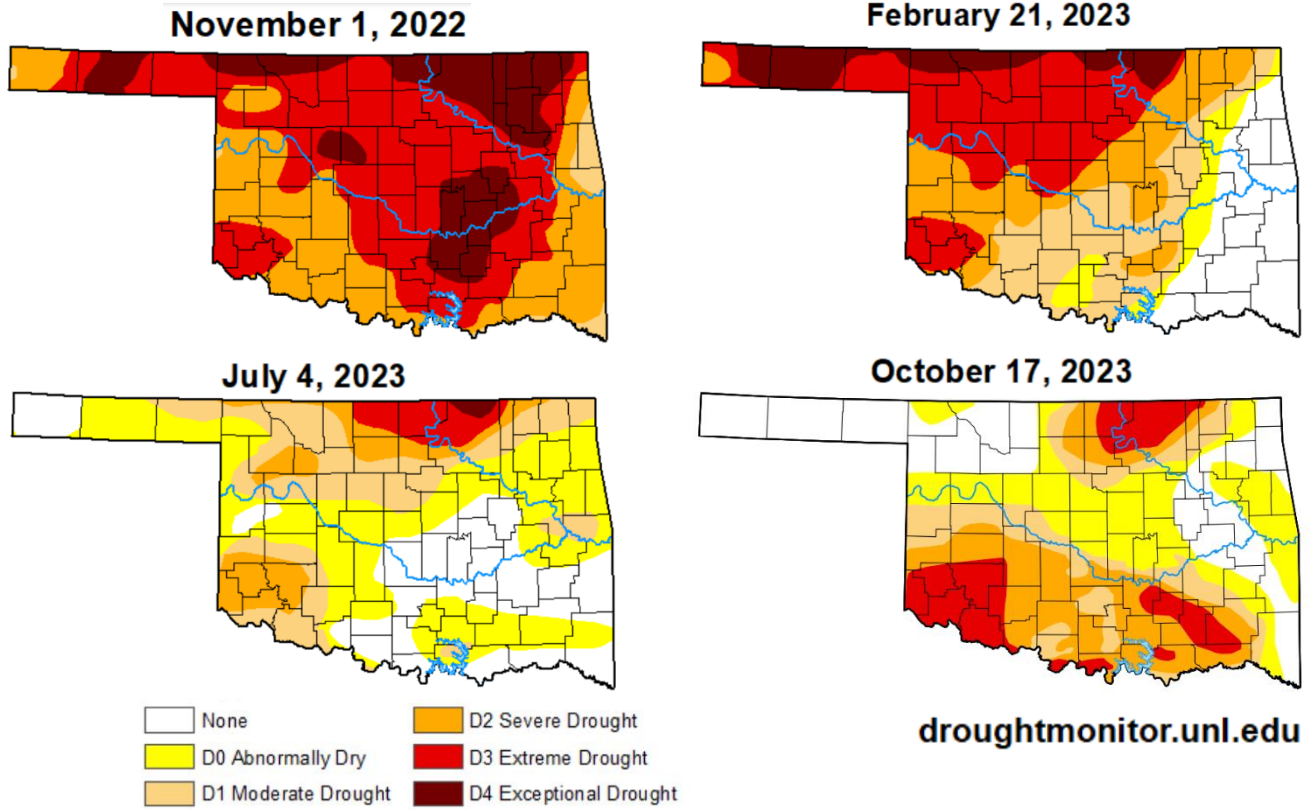 November 1, 2022
February 21, 2023
July 4, 2023
October 17, 2023
None
D0 Abnormally Dry
D1 Moderate Drought
D2 Severe Drought
D3 Extreme Drought
D4 Exceptional Drought
droughtmonitor.unl.edu